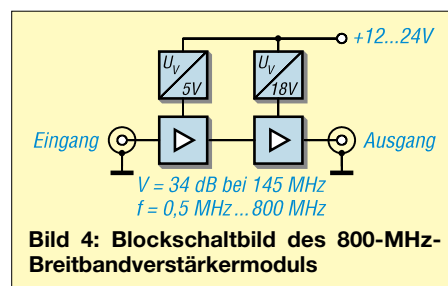 +12...24V
U_V
5V
U_V
18V
Eingang
Ausgang
V = 34 dB bei 145 MHz
f = 0,5 MHz...800 MHz
Bild 4: Blockschaltbild des 800-MHz-
Breitbandverstärkermoduls